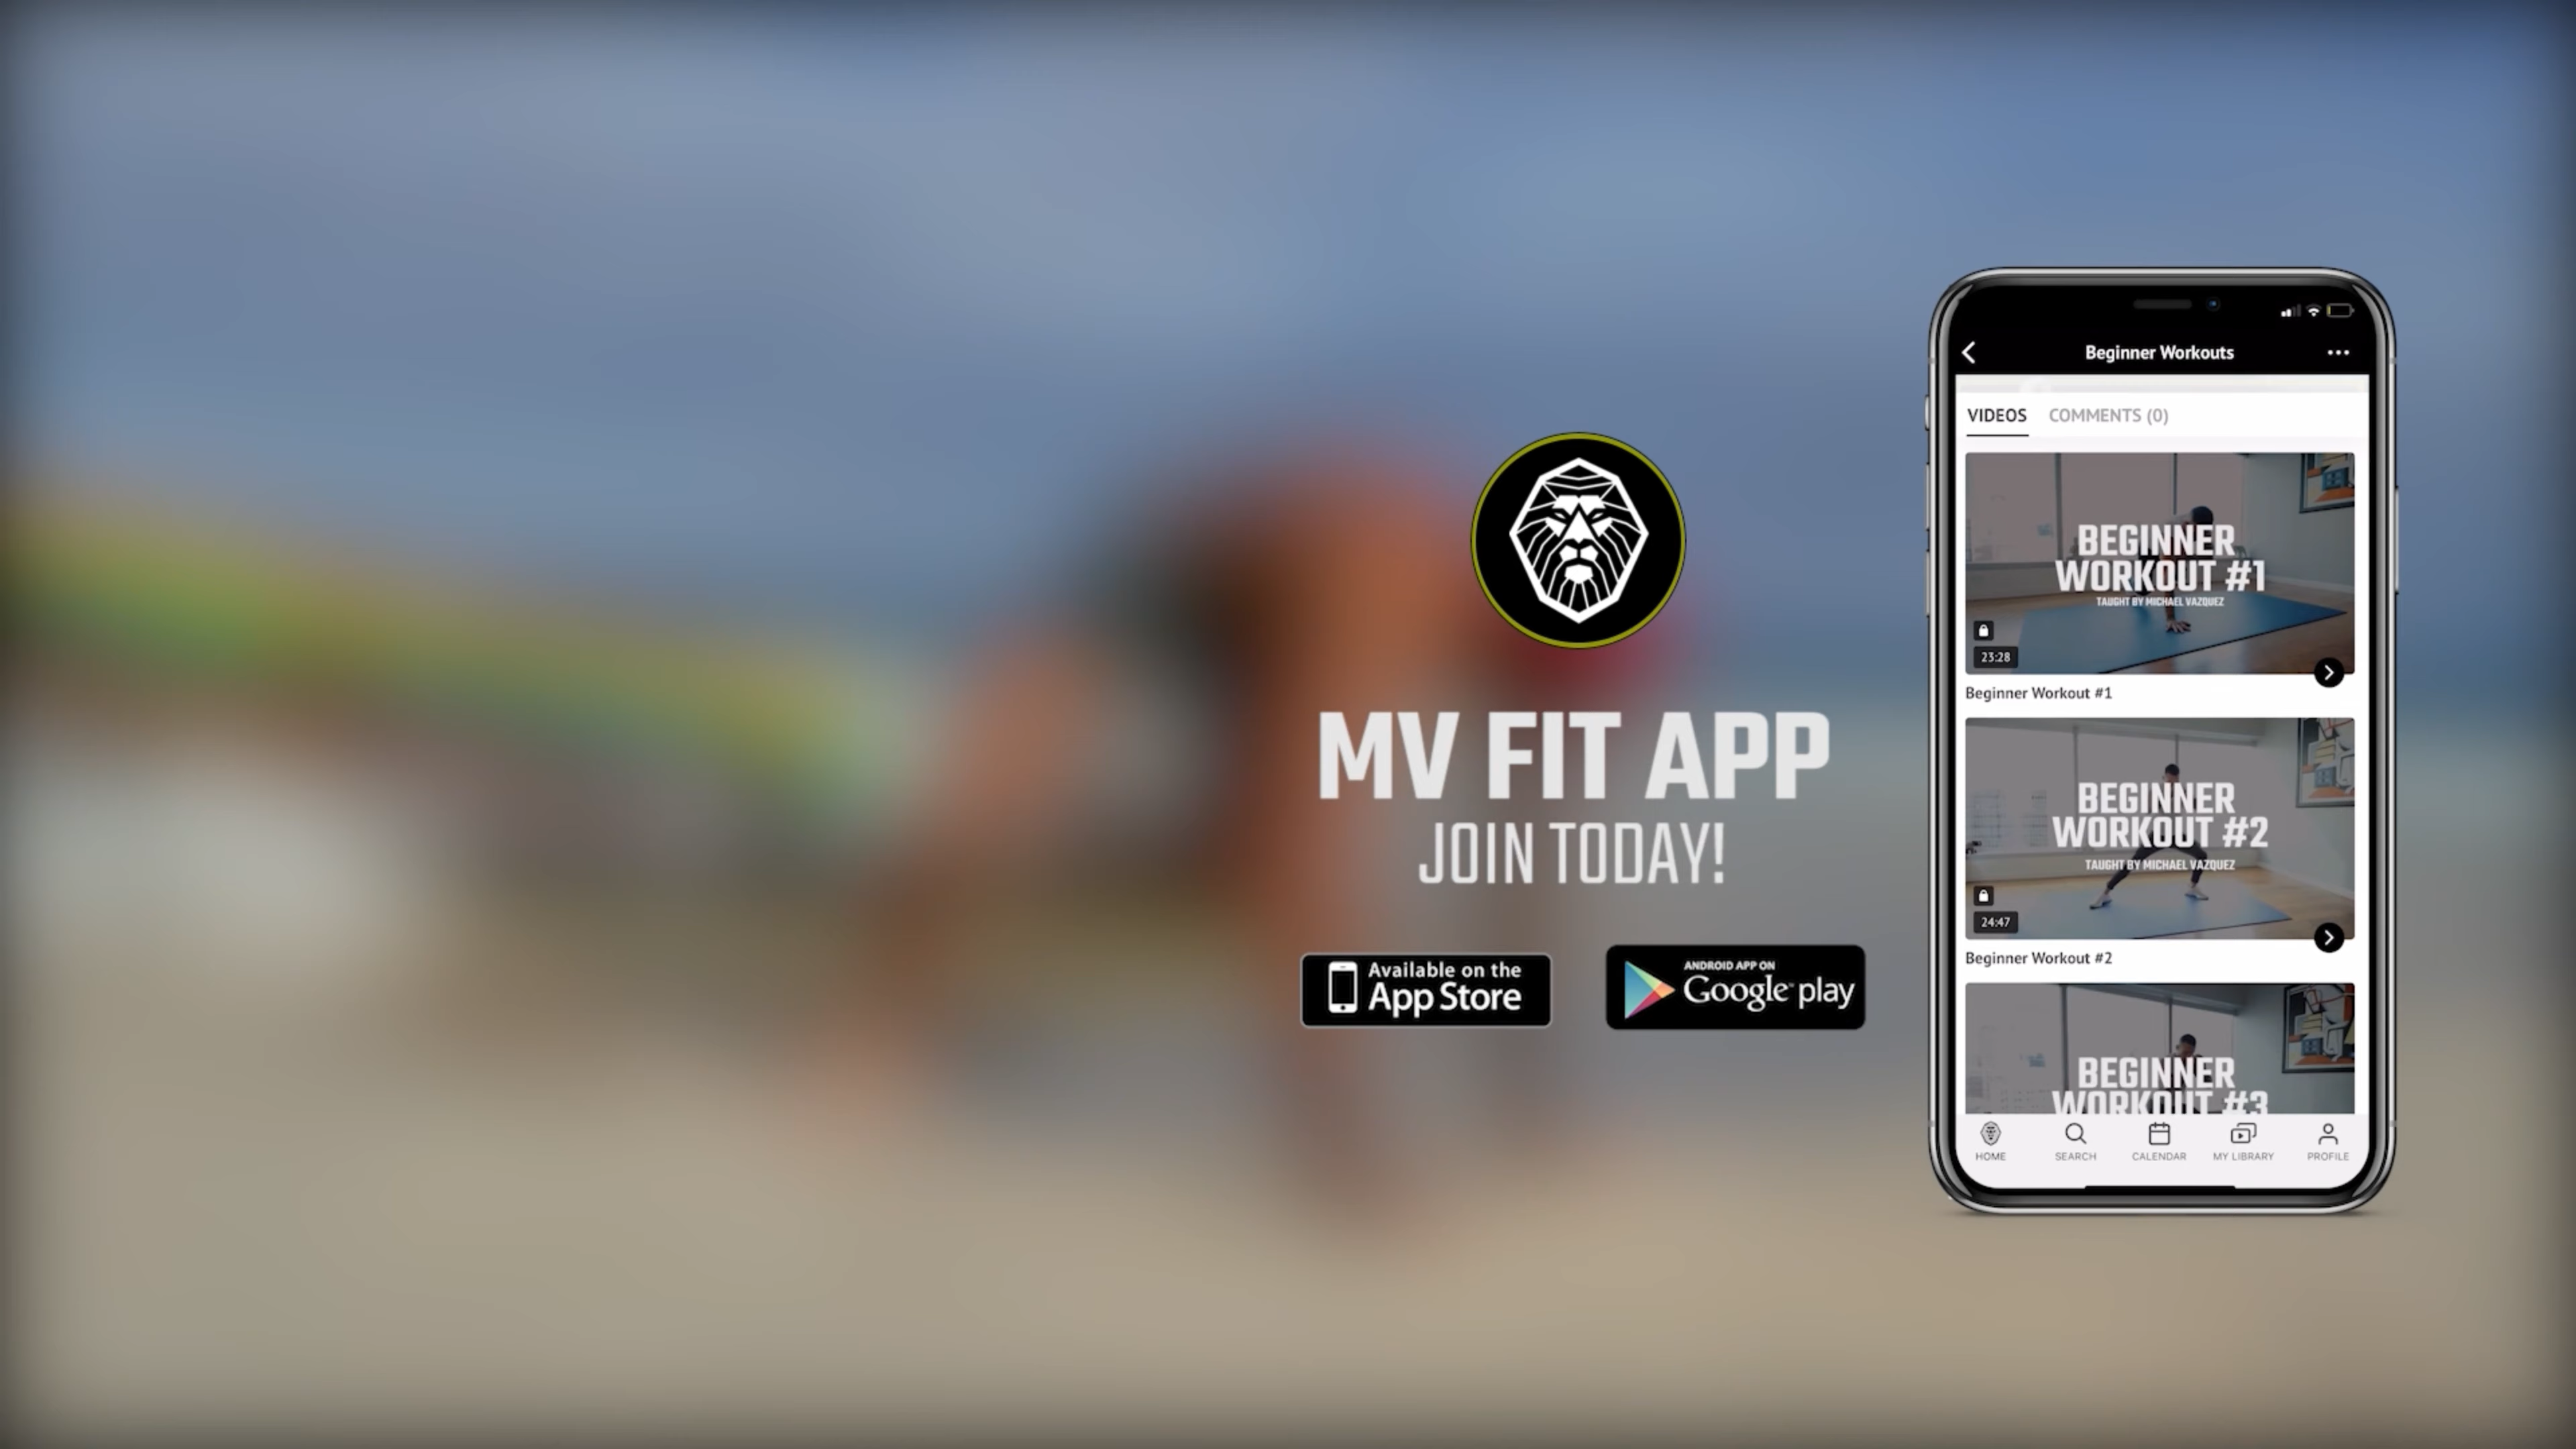 MV FIT APP
JOIN TODAY!
Available on the
App Store
ANDROID APP ON
Google play
Beginner Workouts
VIDEOS COMMENTS (0)
BEGINNER
WORKOUT #1
TAUGHT BY MICHAEL VAZQUEZ
23:28
Beginner Workout #1
BEGINNER
WORKOUT #2
TAUGHT BY MICHAEL VAZQUEZ
24:47
Beginner Workout #2
BEGINNER
WORKOUT #3
HOME SEARCH CALENDAR MY LIBRARY PROFILE